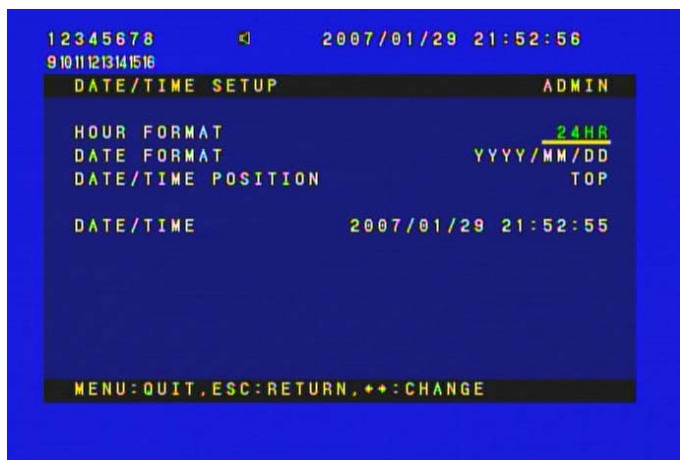 12345678 2007/01/29 21:52:56
9 10 11 12 13 14 15 16
DATE/TIME SETUP ADMIN
HOUR FORMAT 24HR
DATE FORMAT YYYY/MM/DD
DATE/TIME POSITION TOP
DATE/TIME 2007/01/29 21:52:55
MENU:QUIT,ESC:RETURN,←→:CHANGE